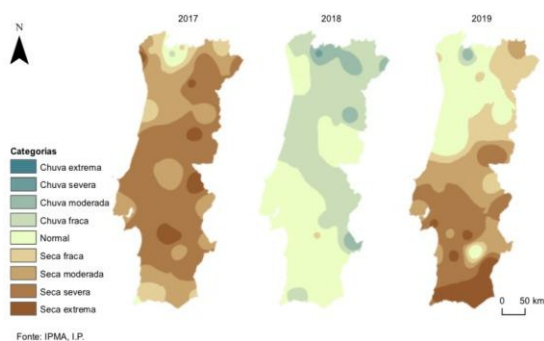 2017
2018
2019
N
Categorias
Chuva extrema
Chuva severa
Chuva moderada
Chuva fraca
Normal
Seca fraca
Seca moderada
Seca severa
Seca extrema
0 50 km
Fonte: IPMA, I.P.